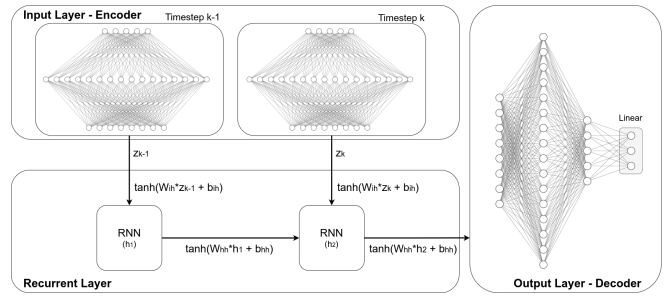 Input Layer - Encoder
Timestep k-1
Timestep k
Linear
zk-1
zk
tanh(Wih*zk-1 + bih)
tanh(Wih*zk + bih)
RNN
(h1)
RNN
(h2)
tanh(Whh*h1 + bhh)
tanh(Whh*h2 + bhh)
Recurrent Layer
Output Layer - Decoder